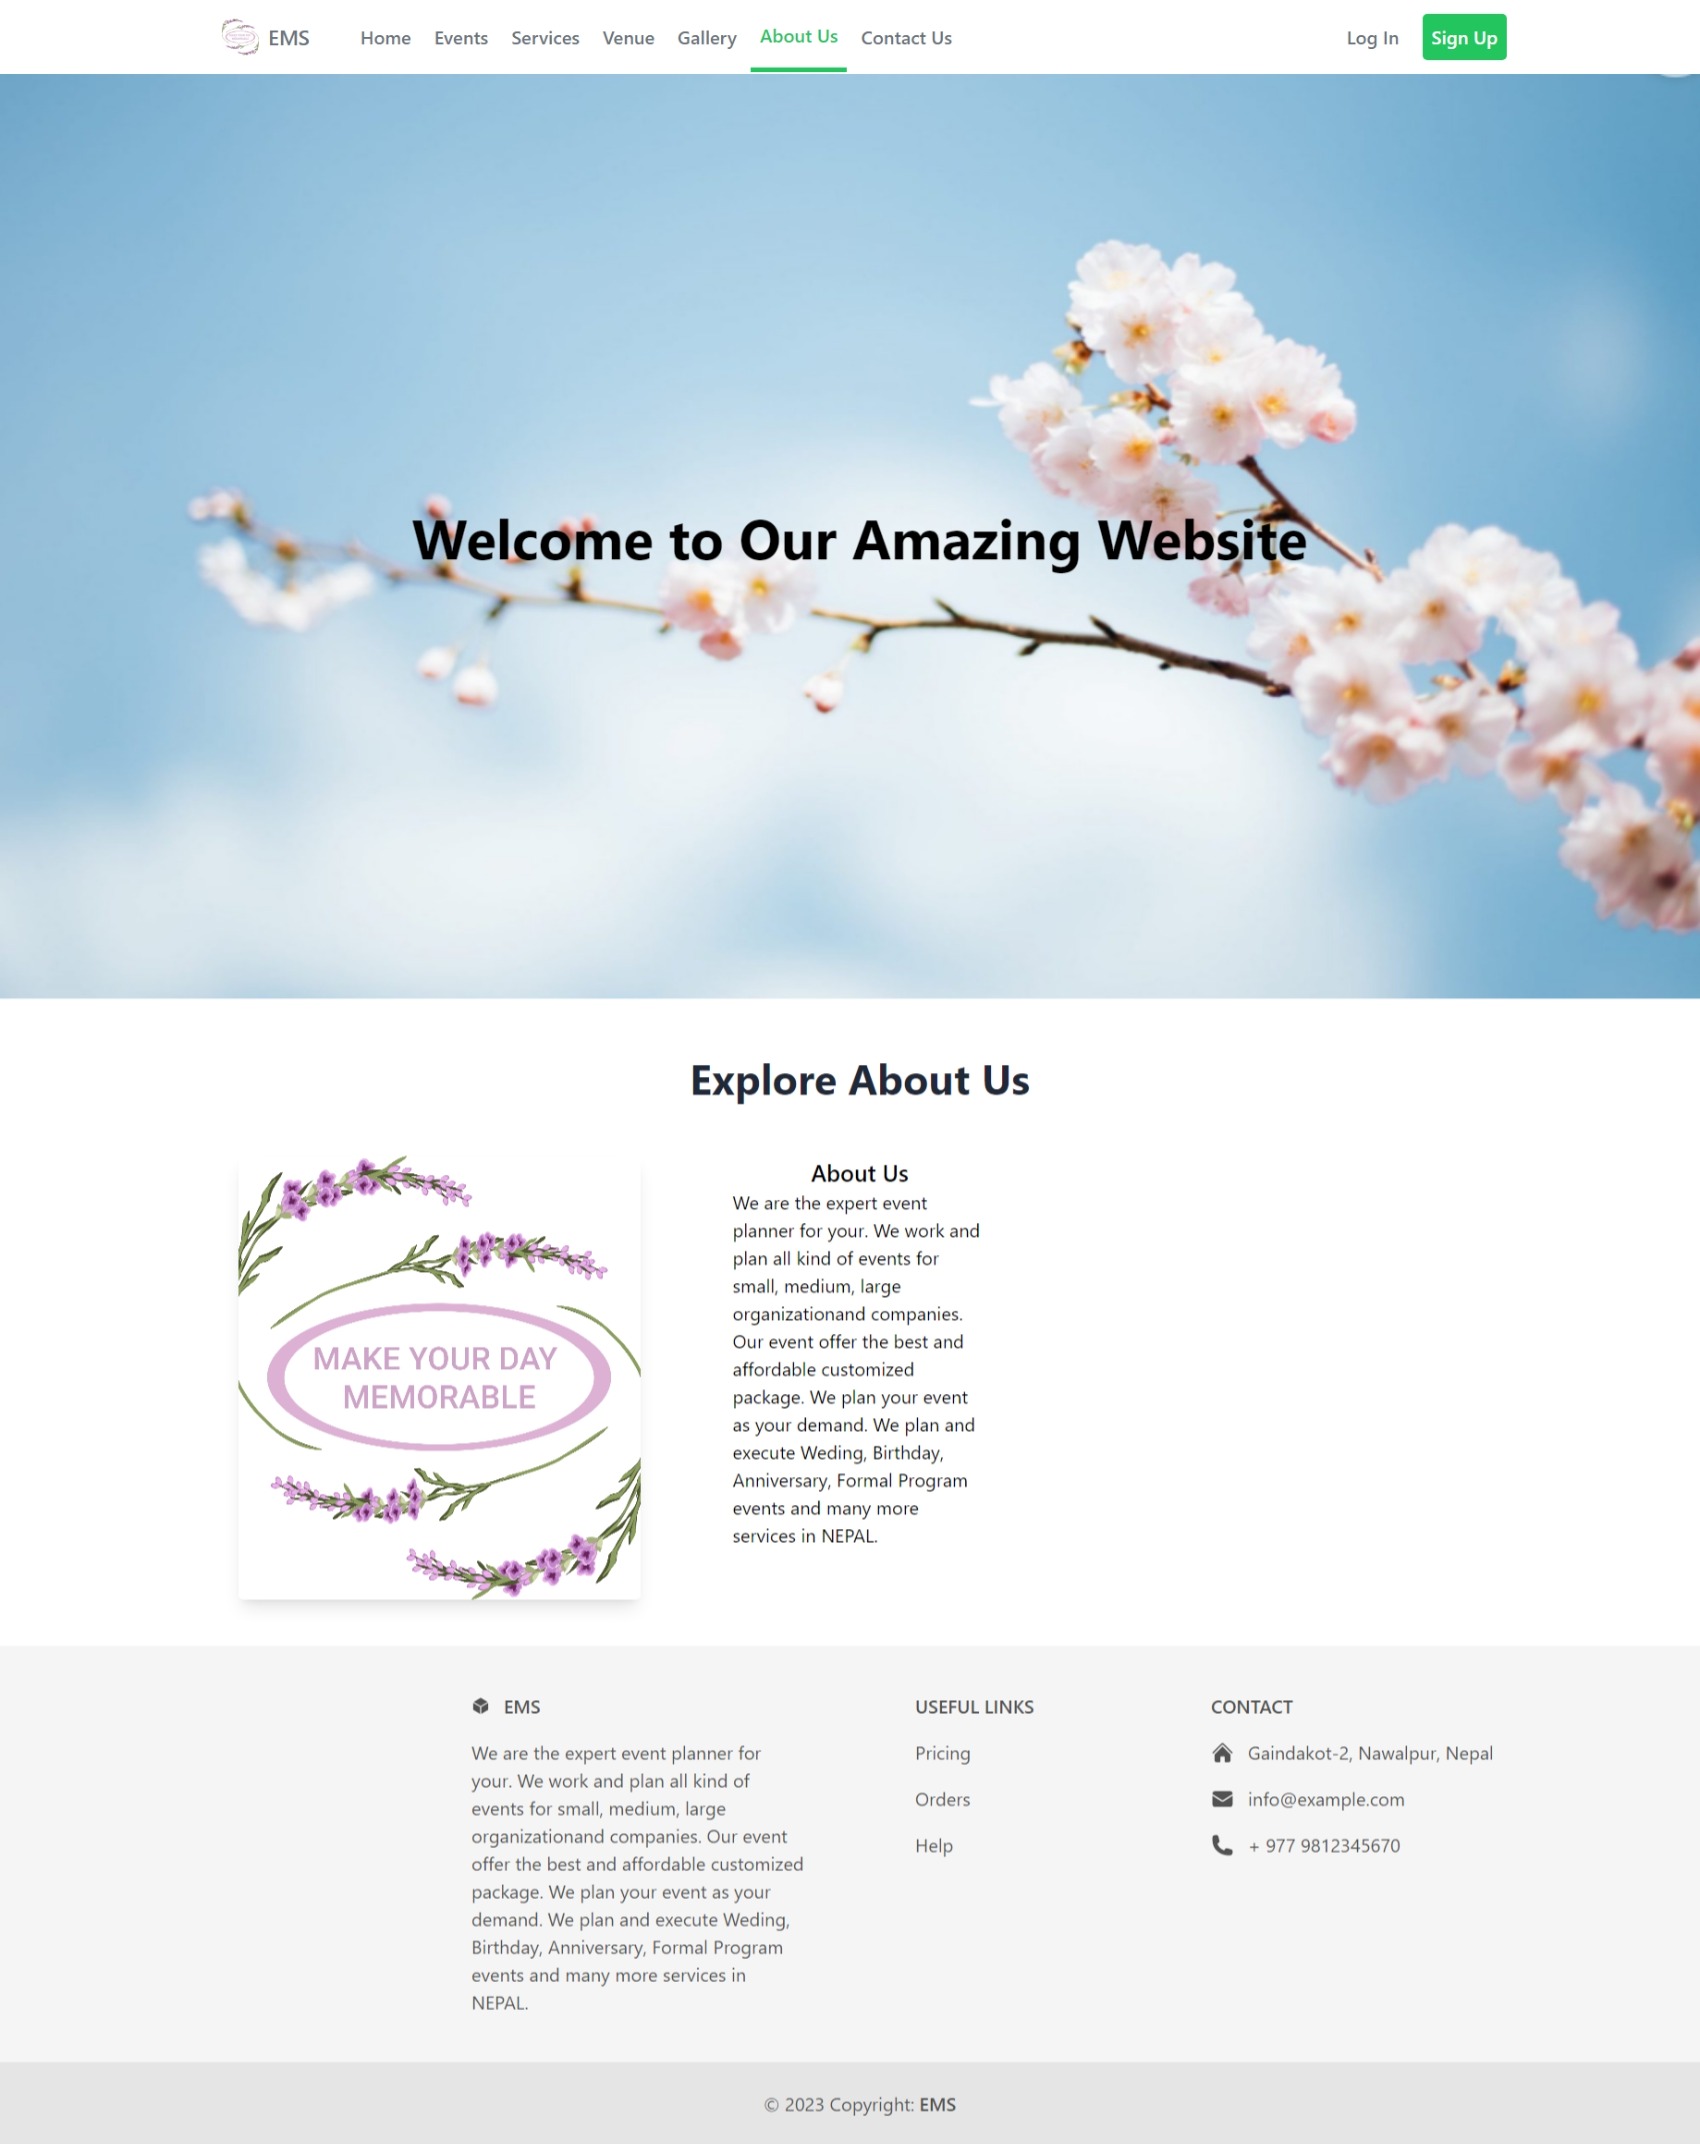 EMS
Home
Events
Services
Venue
Gallery
About Us
Contact Us
Log In
Sign Up
Welcome to Our Amazing Website
Explore About Us
MAKE YOUR DAY
MEMORABLE
About Us
We are the expert event
planner for your. We work and
plan all kind of events for
small, medium, large
organizationand companies.
Our event offer the best and
affordable customized
package. We plan your event
as your demand. We plan and
execute Weding, Birthday,
Anniversary, Formal Program
events and many more
services in NEPAL.
EMS
We are the expert event planner for
your. We work and plan all kind of
events for small, medium, large
organizationand companies. Our event
offer the best and affordable customized
package. We plan your event as your
demand. We plan and execute Weding,
Birthday, Anniversary, Formal Program
events and many more services in
NEPAL.
USEFUL LINKS
Pricing
Orders
Help
CONTACT
Gaindakot-2, Nawalpur, Nepal
info@example.com
+ 977 9812345670
© 2023 Copyright: EMS